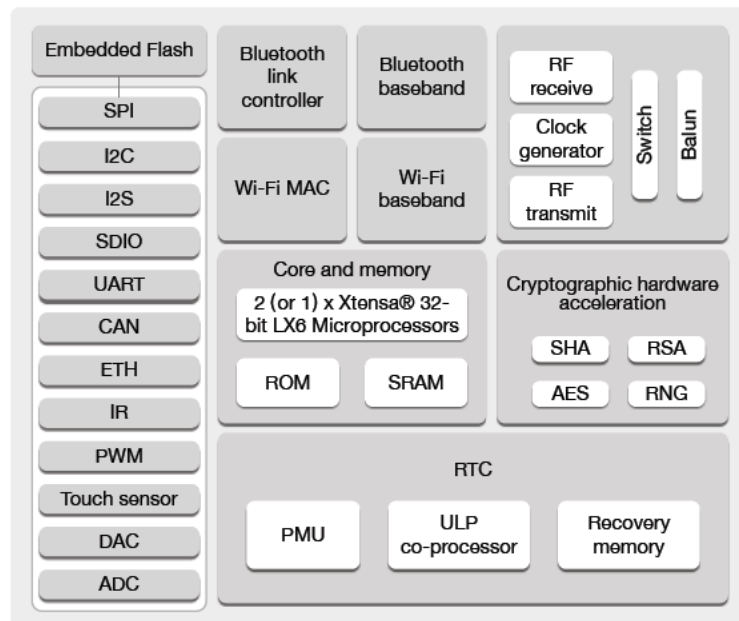 Embedded Flash
SPI
I2C
I2S
SDIO
UART
CAN
ETH
IR
PWM
Touch sensor
DAC
ADC
Bluetooth
link
controller
Bluetooth
baseband
Wi-Fi MAC
Wi-Fi
baseband
RF
receive
Clock
generator
RF
transmit
Switch
Balun
Core and memory
2 (or 1) x Xtensa® 32-
bit LX6 Microprocessors
ROM
SRAM
Cryptographic hardware
acceleration
SHA
RSA
AES
RNG
RTC
PMU
ULP
co-processor
Recovery
memory